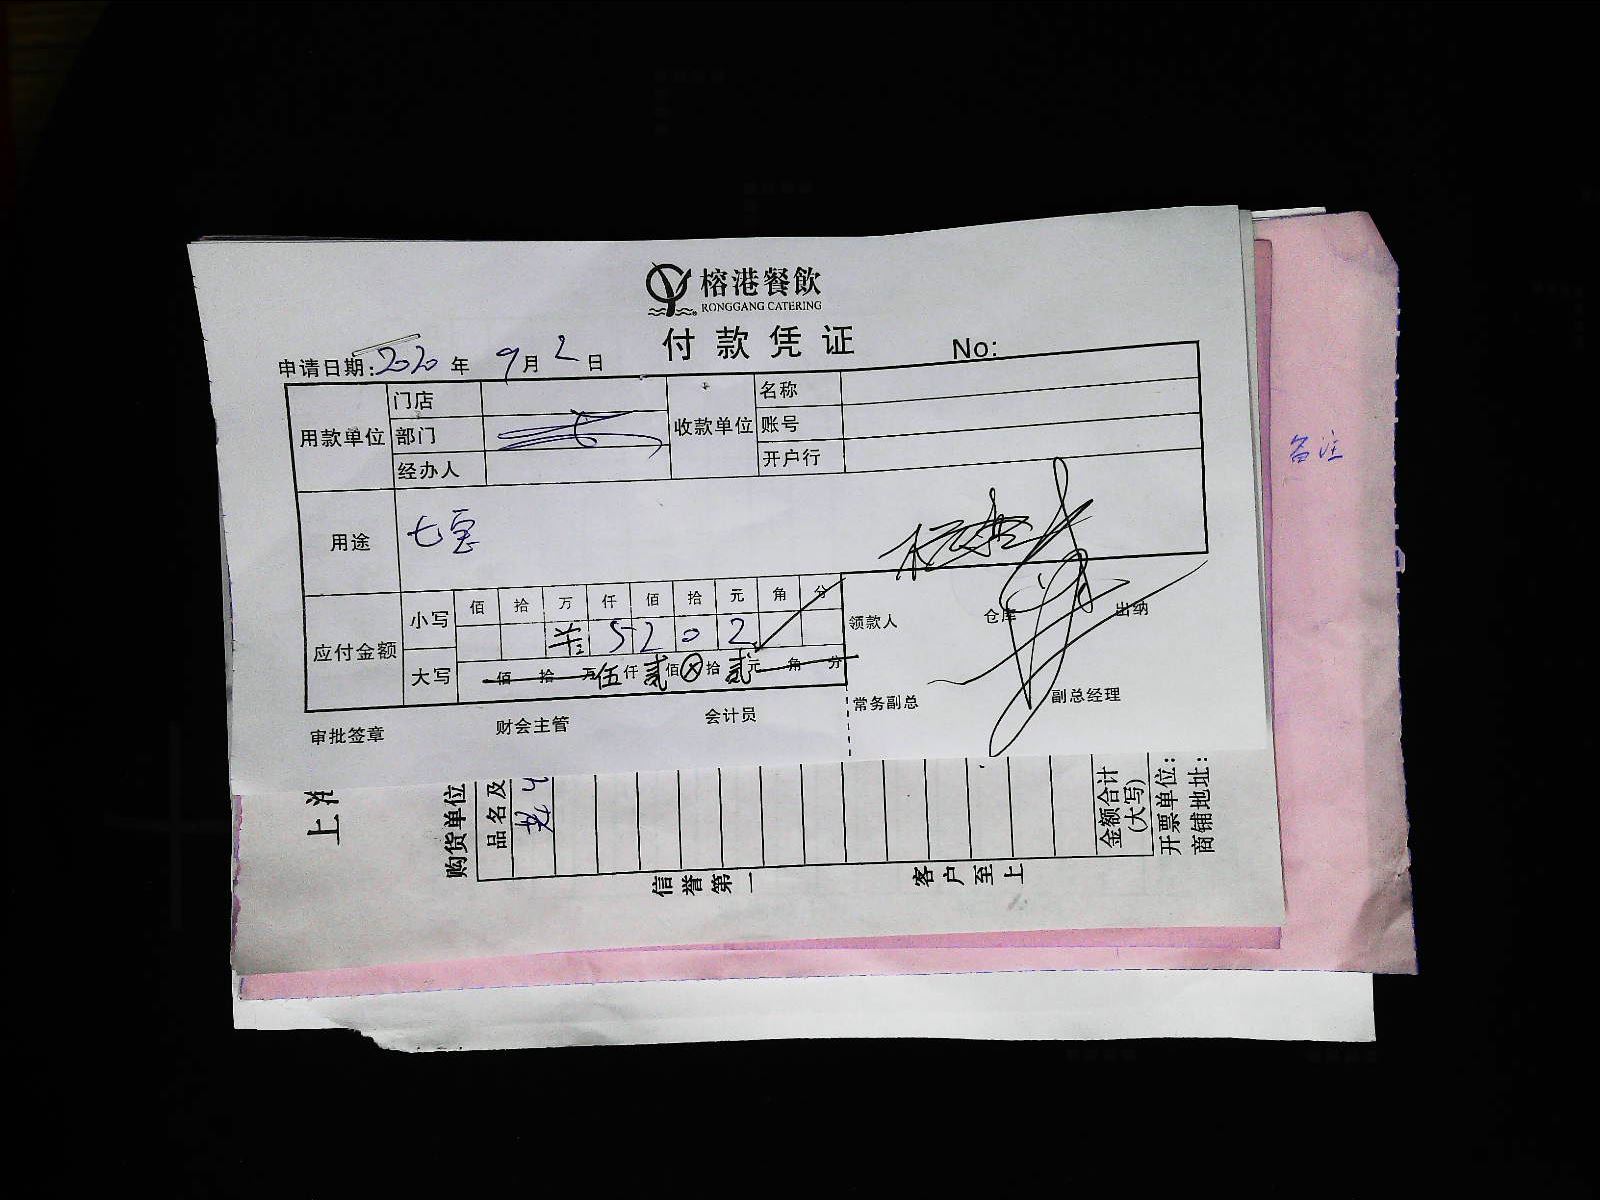 榕港餐飲
RONGGANG CATERING
付款凭证
No:
申请日期:2020年9月2日
用款单位 门店 收款单位 名称
部门 账号
经办人 开户行
用途 七宝
应付金额 小写 佰 拾 万 仟 佰 拾 元 角 分
羊: 5 2 0 2
大写 佰 拾 万 伍 仟 贰 佰 ⊗ 拾 贰 元 角 分
领款人 仓库 出纳
常务副总 副总经理
审批签章 财会主管 会计员
备注
上
购货单位
品名及
金额合计
(大写)
开票单位:
商铺地址:
信誉第一 客户至上